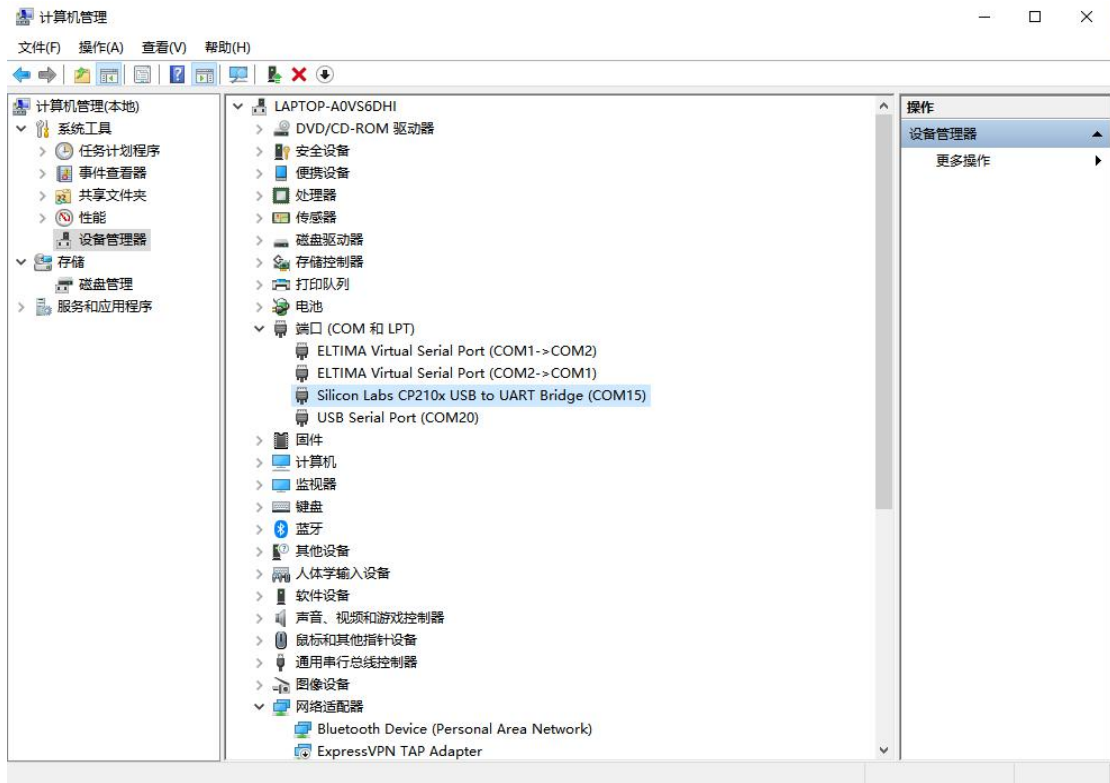 计算机管理
文件(F) 操作(A) 查看(V) 帮助(H)
计算机管理(本地)
系统工具
任务计划程序
事件查看器
共享文件夹
性能
设备管理器
存储
磁盘管理
服务和应用程序
LAPTOP-A0VS6DHI
DVD/CD-ROM 驱动器
安全设备
便携设备
处理器
传感器
磁盘驱动器
存储控制器
打印队列
电池
端口 (COM 和 LPT)
ELTIMA Virtual Serial Port (COM1->COM2)
ELTIMA Virtual Serial Port (COM2->COM1)
Silicon Labs CP210x USB to UART Bridge (COM15)
USB Serial Port (COM20)
固件
计算机
监视器
键盘
蓝牙
其他设备
人体学输入设备
软件设备
声音、视频和游戏控制器
鼠标和其他指针设备
通用串行总线控制器
图像设备
网络适配器
Bluetooth Device (Personal Area Network)
ExpressVPN TAP Adapter
操作
设备管理器
更多操作